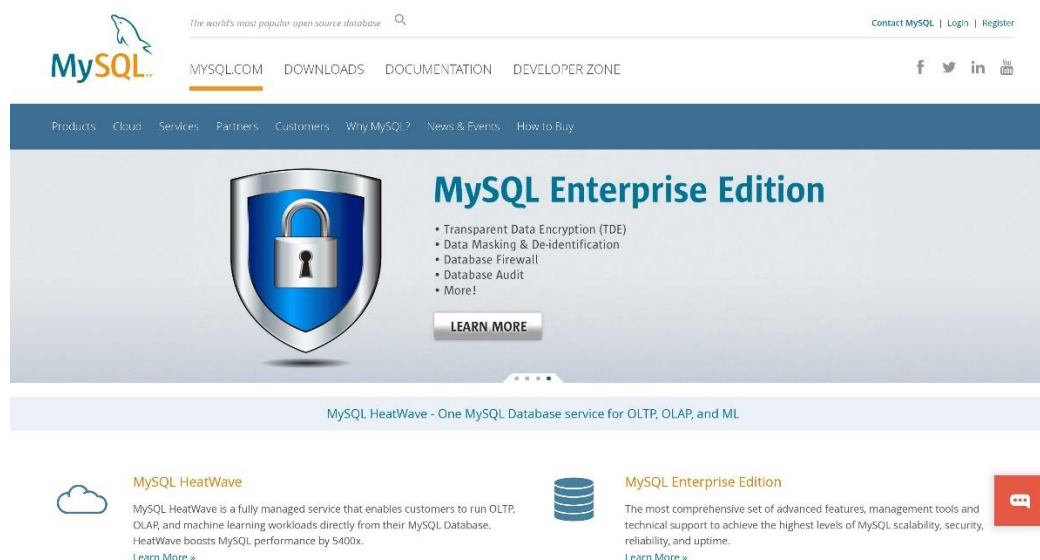 The world's most popular open source database
Contact MySQL | Login | Register
MySQL
MYSQL.COM DOWNLOADS DOCUMENTATION DEVELOPER ZONE
f in You
Products Cloud Services Partners Customers Why MySQL? News & Events How to Buy
MySQL Enterprise Edition
• Transparent Data Encryption (TDE)
• Data Masking & De-identification
• Database Firewall
• Database Audit
• More!
LEARN MORE
MySQL HeatWave - One MySQL Database service for OLTP, OLAP, and ML
MySQL HeatWave
MySQL HeatWave is a fully managed service that enables customers to run OLTP,
OLAP, and machine learning workloads directly from their MySQL Database.
HeatWave boosts MySQL performance by 5400x.
Learn More »
MySQL Enterprise Edition
The most comprehensive set of advanced features, management tools and
technical support to achieve the highest levels of MySQL scalability, security,
reliability, and uptime.
Learn More »